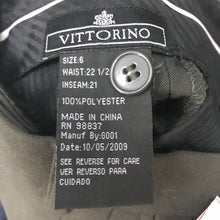 VITTORINO
SIZE:6
WAIST:22 1/2
INSEAM:21
100%POLYESTER
MADE IN CHINA
RN 98837
Manuf By:6001
Date: 10/05/2009
SEE REVERSE FOR CARE
VER REVERSO PARA
CUIDADO